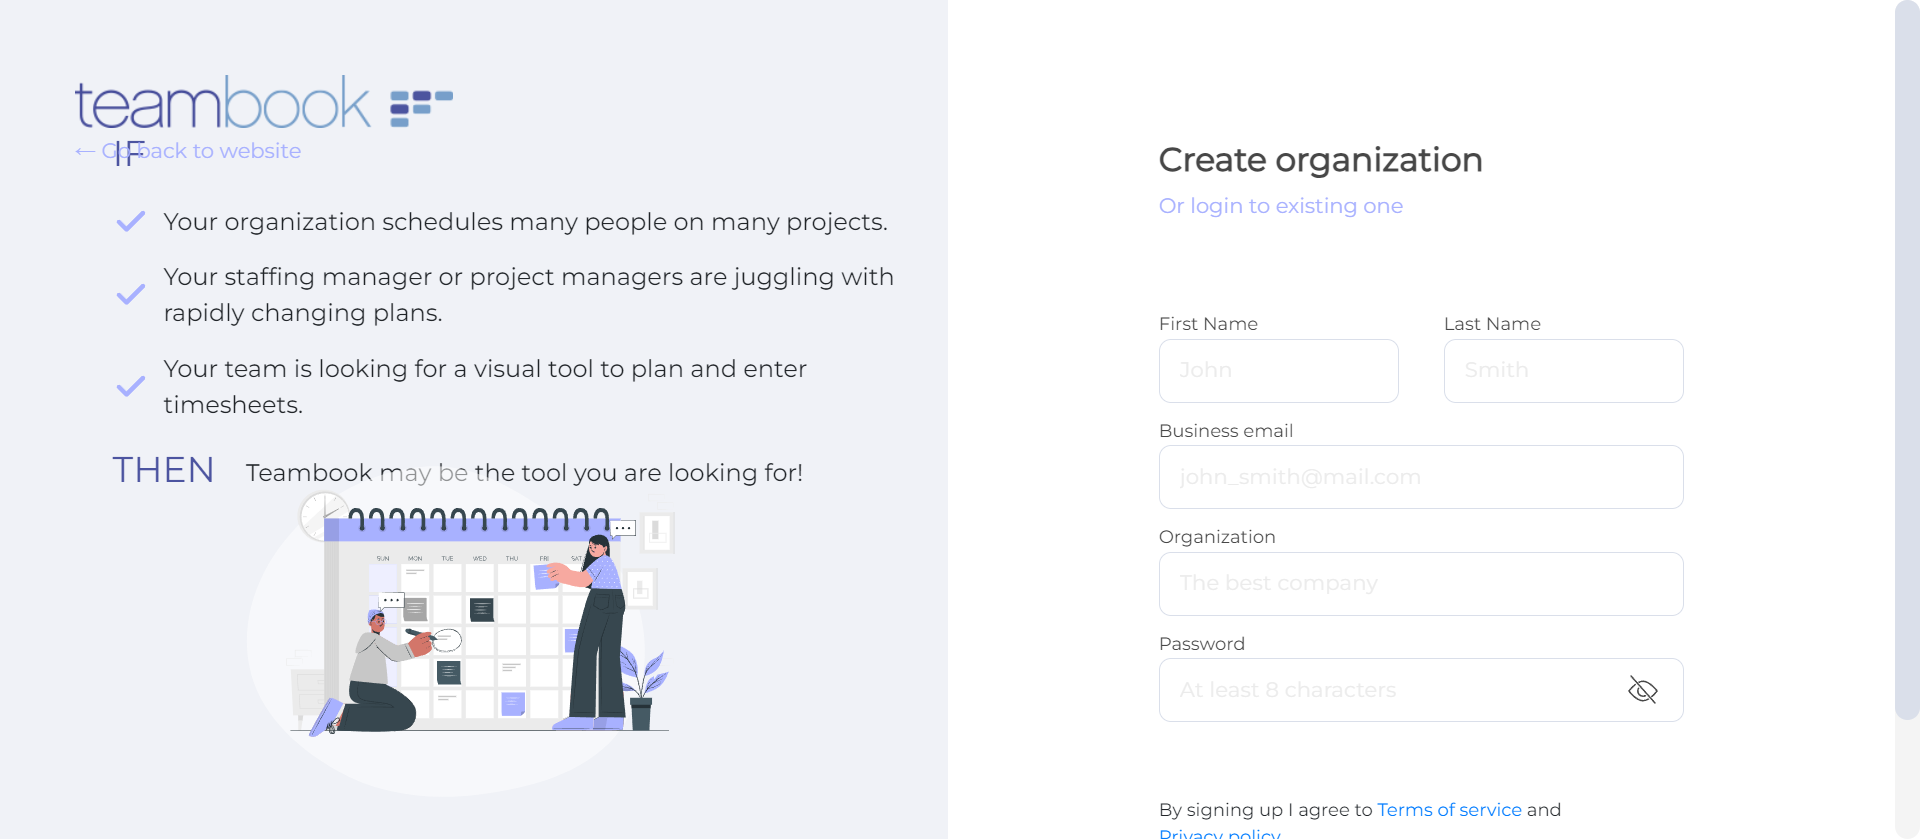 teambook
IF
← Go back to website
Your organization schedules many people on many projects.
Your staffing manager or project managers are juggling with
rapidly changing plans.
Your team is looking for a visual tool to plan and enter
timesheets.
THEN Teambook may be the tool you are looking for!
SUN MON TUE WED THU FRI SAT
Create organization
Or login to existing one
First Name Last Name
John Smith
Business email
john_smith@mail.com
Organization
The best company
Password
At least 8 characters
By signing up I agree to Terms of service and
Privacy policy